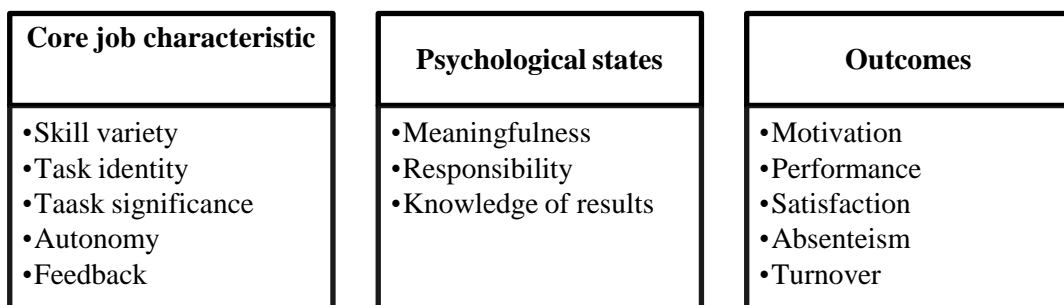 Core job characteristic
•Skill variety
•Task identity
•Taask significance
•Autonomy
•Feedback
Psychological states
•Meaningfulness
•Responsibility
•Knowledge of results
Outcomes
•Motivation
•Performance
•Satisfaction
•Absenteism
•Turnover